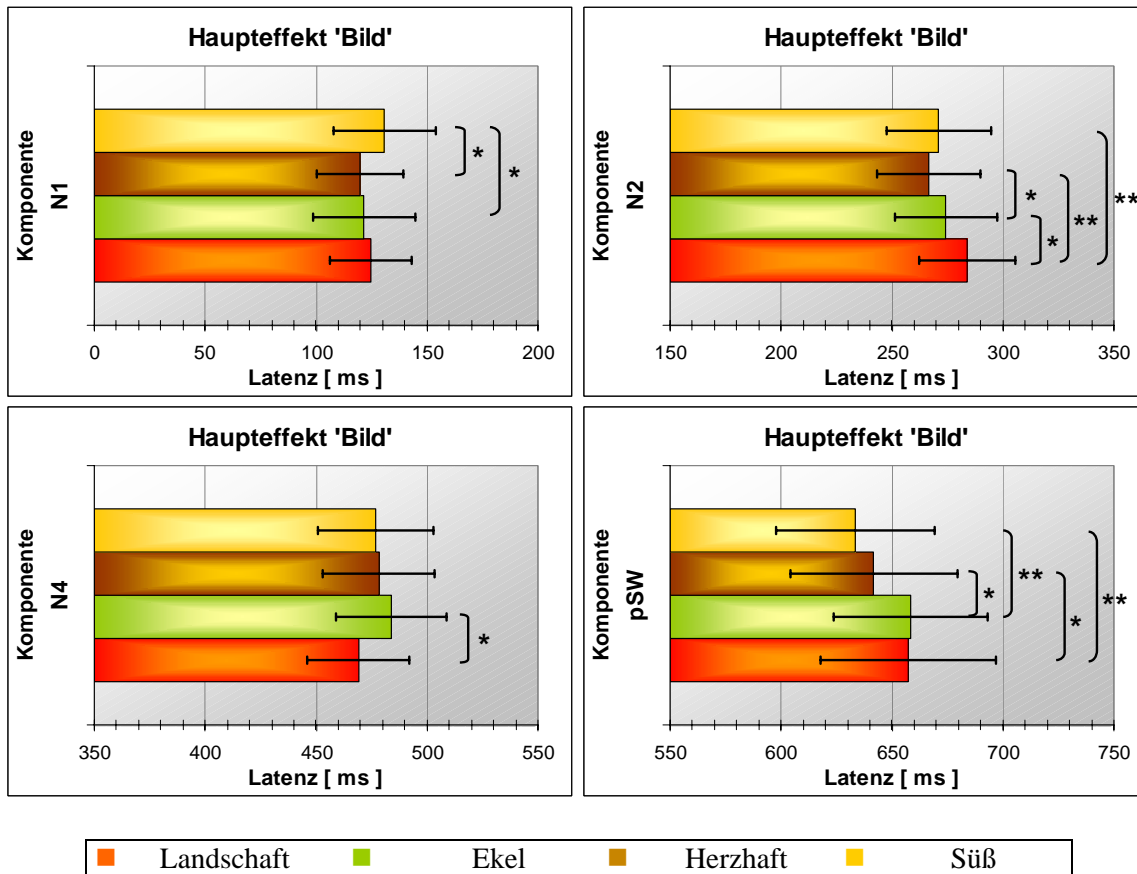 Haupteffekt 'Bild'
Komponente
N1
*
*
0 50 100 150 200
Latenz [ ms ]
Haupteffekt 'Bild'
Komponente
N2
*
*
**
**
150 200 250 300 350
Latenz [ ms ]
Haupteffekt 'Bild'
Komponente
N4
*
350 400 450 500 550
Latenz [ ms ]
Haupteffekt 'Bild'
Komponente
pSW
*
**
*
**
550 600 650 700 750
Latenz [ ms ]
Landschaft Ekel Herzhaft Süß